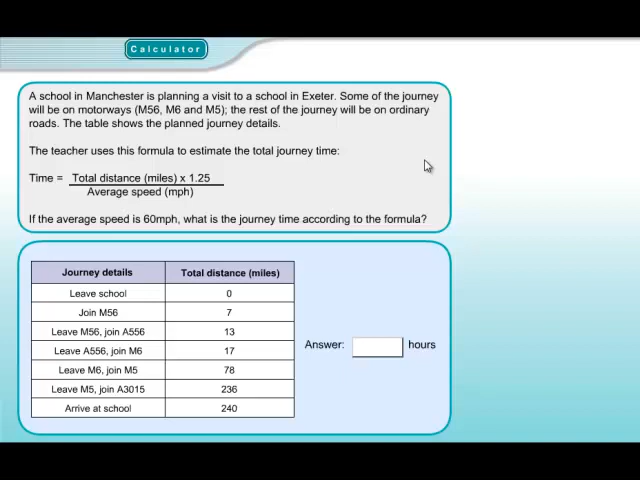 Calculator
A school in Manchester is planning a visit to a school in Exeter. Some of the journey
will be on motorways (M56, M6 and M5); the rest of the journey will be on ordinary
roads. The table shows the planned journey details.
The teacher uses this formula to estimate the total journey time:
Time = Total distance (miles) x 1.25
Average speed (mph)
If the average speed is 60mph, what is the journey time according to the formula?
Journey details Total distance (miles)
Leave school 0
Join M56 7
Leave M56, join A556 13
Leave A556, join M6 17
Leave M6, join M5 78
Leave M5, join A3015 236
Arrive at school 240
Answer: hours